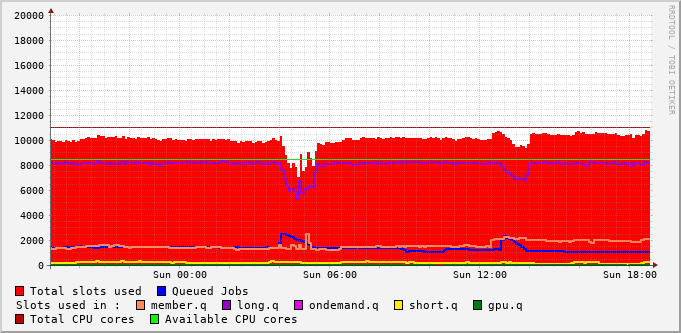 20000
18000
16000
14000
12000
10000
8000
6000
4000
2000
0
Sun 00:00 Sun 06:00 Sun 12:00 Sun 18:00
Total slots used Queued Jobs
Slots used in : member.q long.q ondemand.q short.q gpu.q
Total CPU cores Available CPU cores
RRDTOOL / TOBI OETIKER